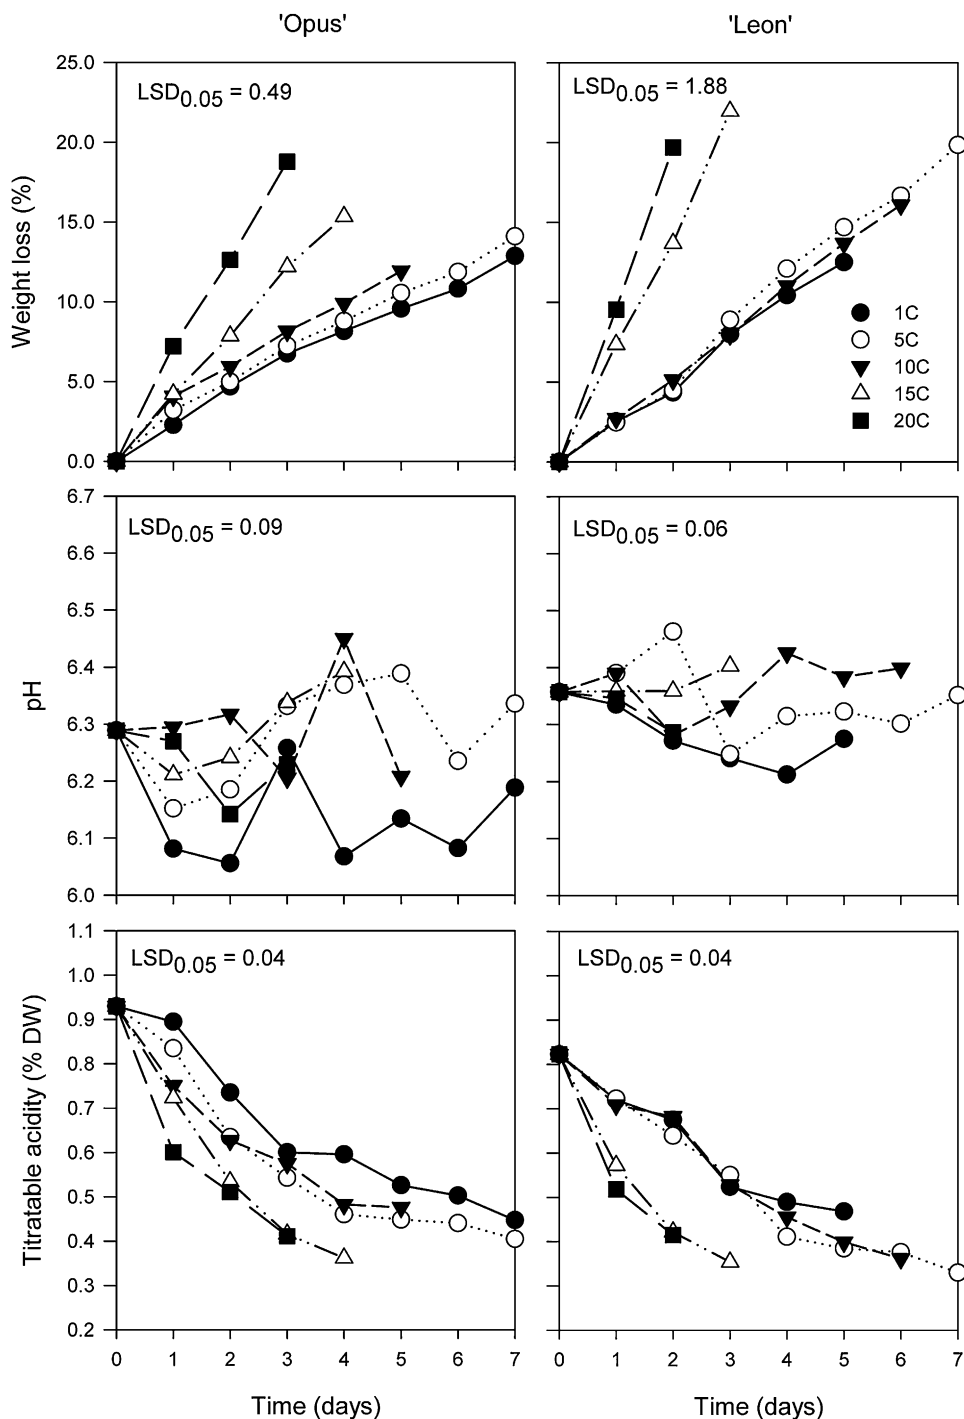 'Opus' 'Leon'
25.0
LSD0.05 = 0.49 LSD0.05 = 1.88
20.0
15.0
Weight loss (%)
10.0
5.0
0.0
1C
5C
10C
15C
20C
6.7
LSD0.05 = 0.09 LSD0.05 = 0.06
6.6
6.5
6.4
pH
6.3
6.2
6.1
6.0
1.1
LSD0.05 = 0.04 LSD0.05 = 0.04
1.0
0.9
0.8
0.7
Titratable acidity (% DW)
0.6
0.5
0.4
0.3
0.2
0 1 2 3 4 5 6 7 0 1 2 3 4 5 6 7
Time (days) Time (days)